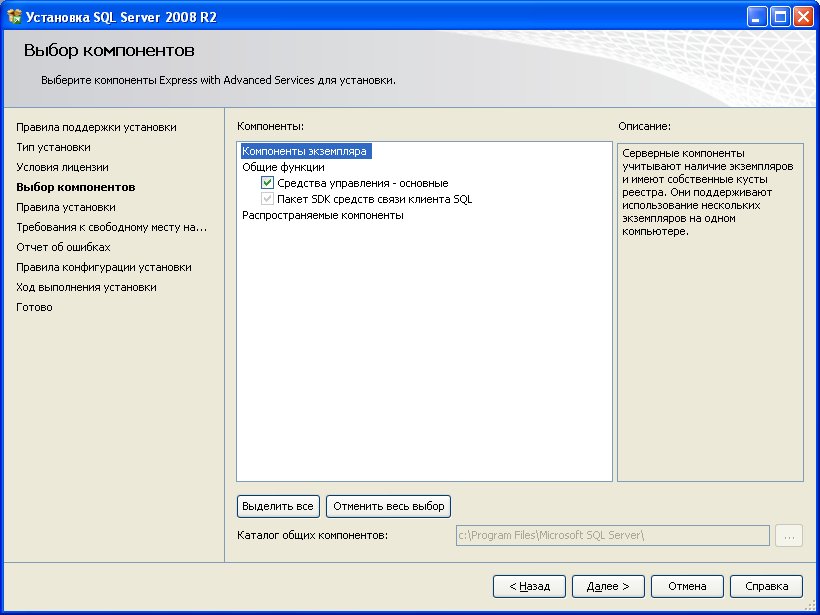 Установка SQL Server 2008 R2
Выбор компонентов
Выберите компоненты Express with Advanced Services для установки.
Правила поддержки установки
Тип установки
Условия лицензии
Выбор компонентов
Правила установки
Требования к свободному месту на...
Отчет об ошибках
Правила конфигурации установки
Ход выполнения установки
Готово
Компоненты:
Компоненты экземпляра
Общие функции
Средства управления - основные
Пакет SDK средств связи клиента SQL
Распространяемые компоненты
Описание:
Серверные компоненты
учитывают наличие экземпляров
и имеют собственные кусты
реестра. Они поддерживают
использование нескольких
экземпляров на одном
компьютере.
Выделить все
Отменить весь выбор
Каталог общих компонентов:
c:\Program Files\Microsoft SQL Server\
...
< Назад
Далее >
Отмена
Справка